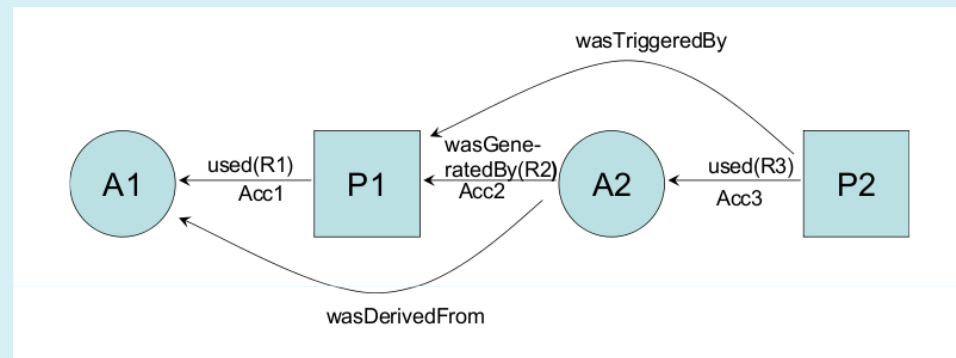 wasTriggeredBy
A1
used(R1)
Acc1
P1
wasGene-
ratedBy(R2)
Acc2
A2
used(R3)
Acc3
P2
wasDerivedFrom